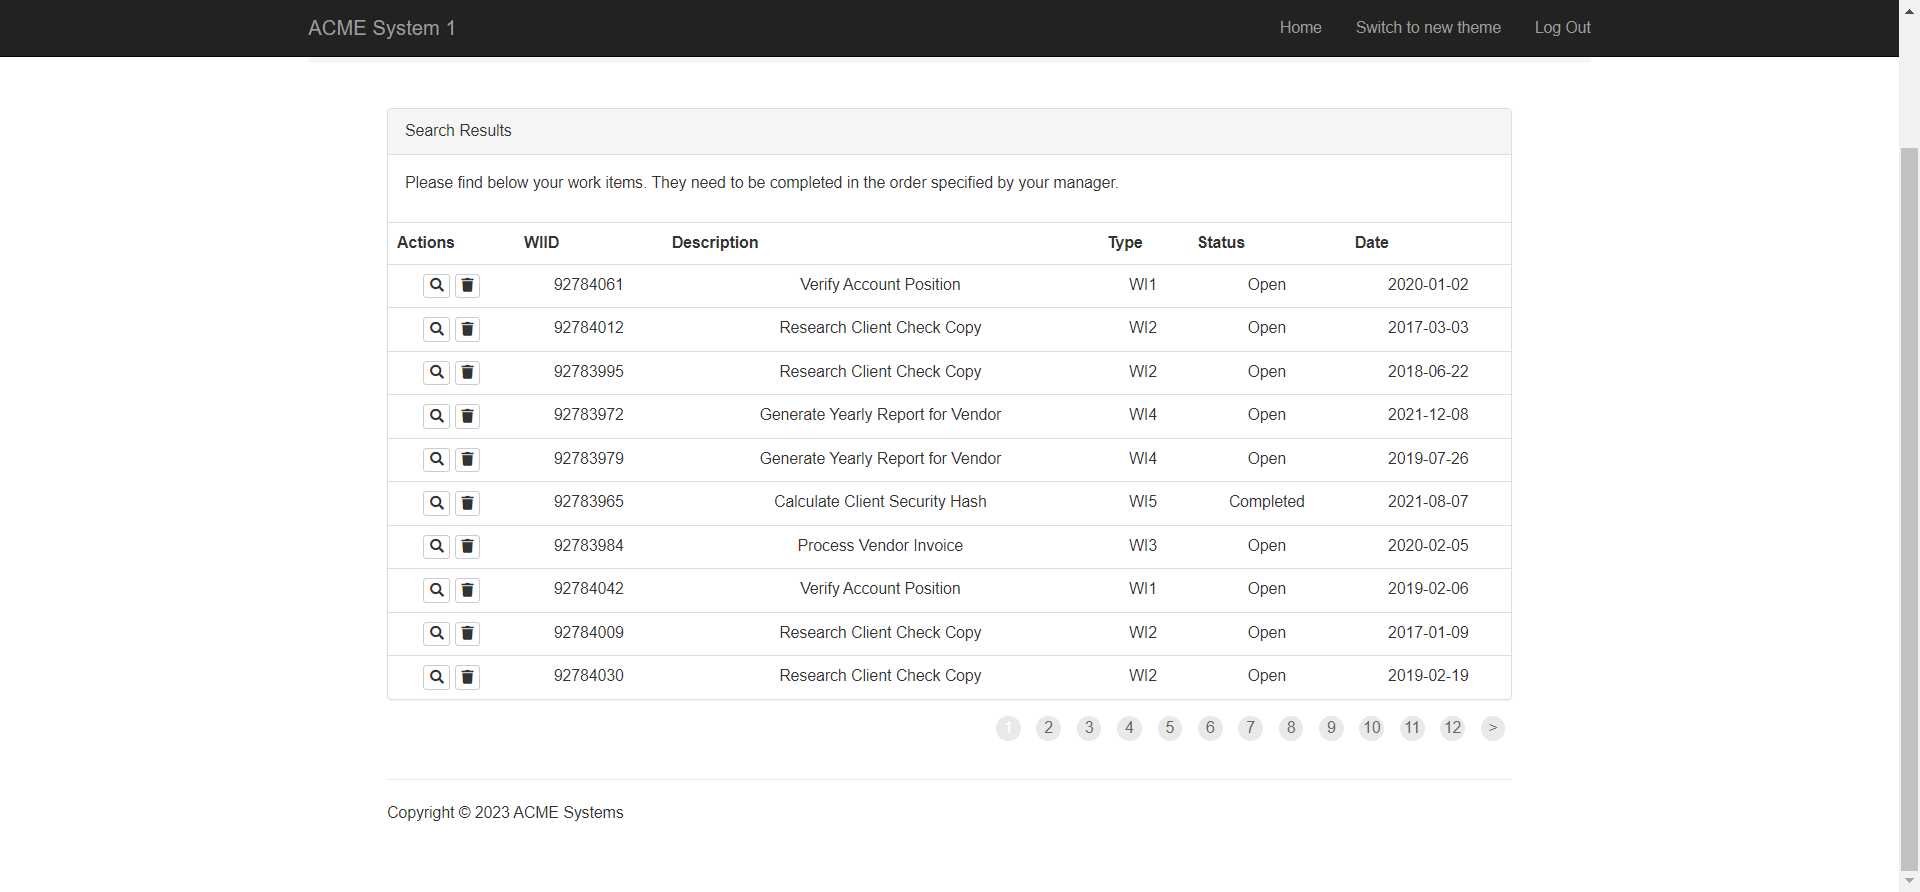 ACME System 1 Home Switch to new theme Log Out
Search Results
Please find below your work items. They need to be completed in the order specified by your manager.
Actions WIID Description Type Status Date
92784061 Verify Account Position WI1 Open 2020-01-02
92784012 Research Client Check Copy WI2 Open 2017-03-03
92783995 Research Client Check Copy WI2 Open 2018-06-22
92783972 Generate Yearly Report for Vendor WI4 Open 2021-12-08
92783979 Generate Yearly Report for Vendor WI4 Open 2019-07-26
92783965 Calculate Client Security Hash WI5 Completed 2021-08-07
92783984 Process Vendor Invoice WI3 Open 2020-02-05
92784042 Verify Account Position WI1 Open 2019-02-06
92784009 Research Client Check Copy WI2 Open 2017-01-09
92784030 Research Client Check Copy WI2 Open 2019-02-19
1 2 3 4 5 6 7 8 9 10 11 12 >
Copyright © 2023 ACME Systems